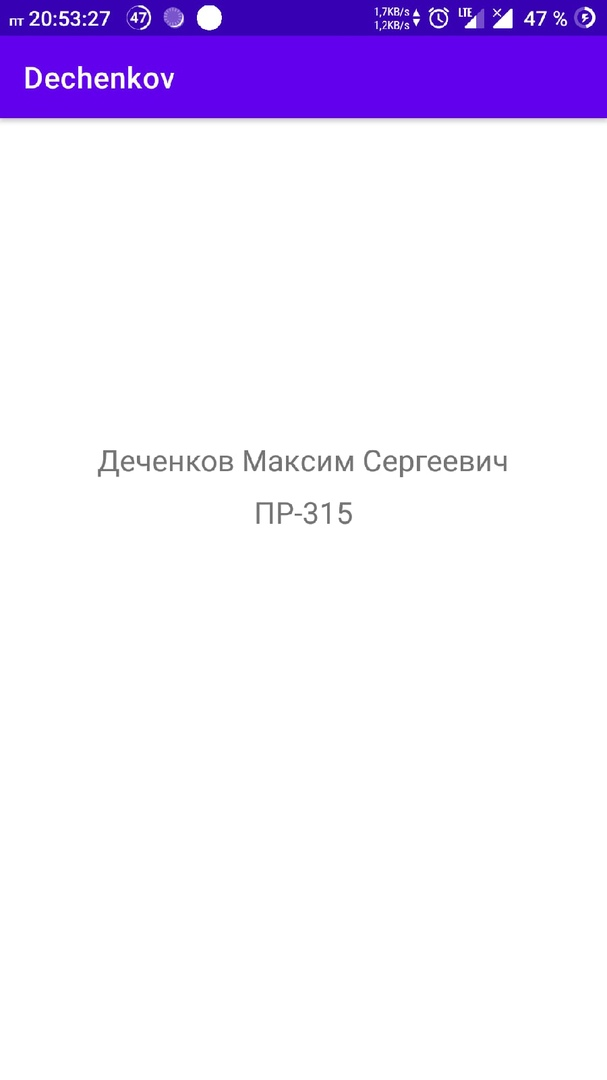 пт 20:53:27 47 1,7KB/s LTE 47 %
1,2KB/s
Dechenkov
Деченков Максим Сергеевич
ПР-315